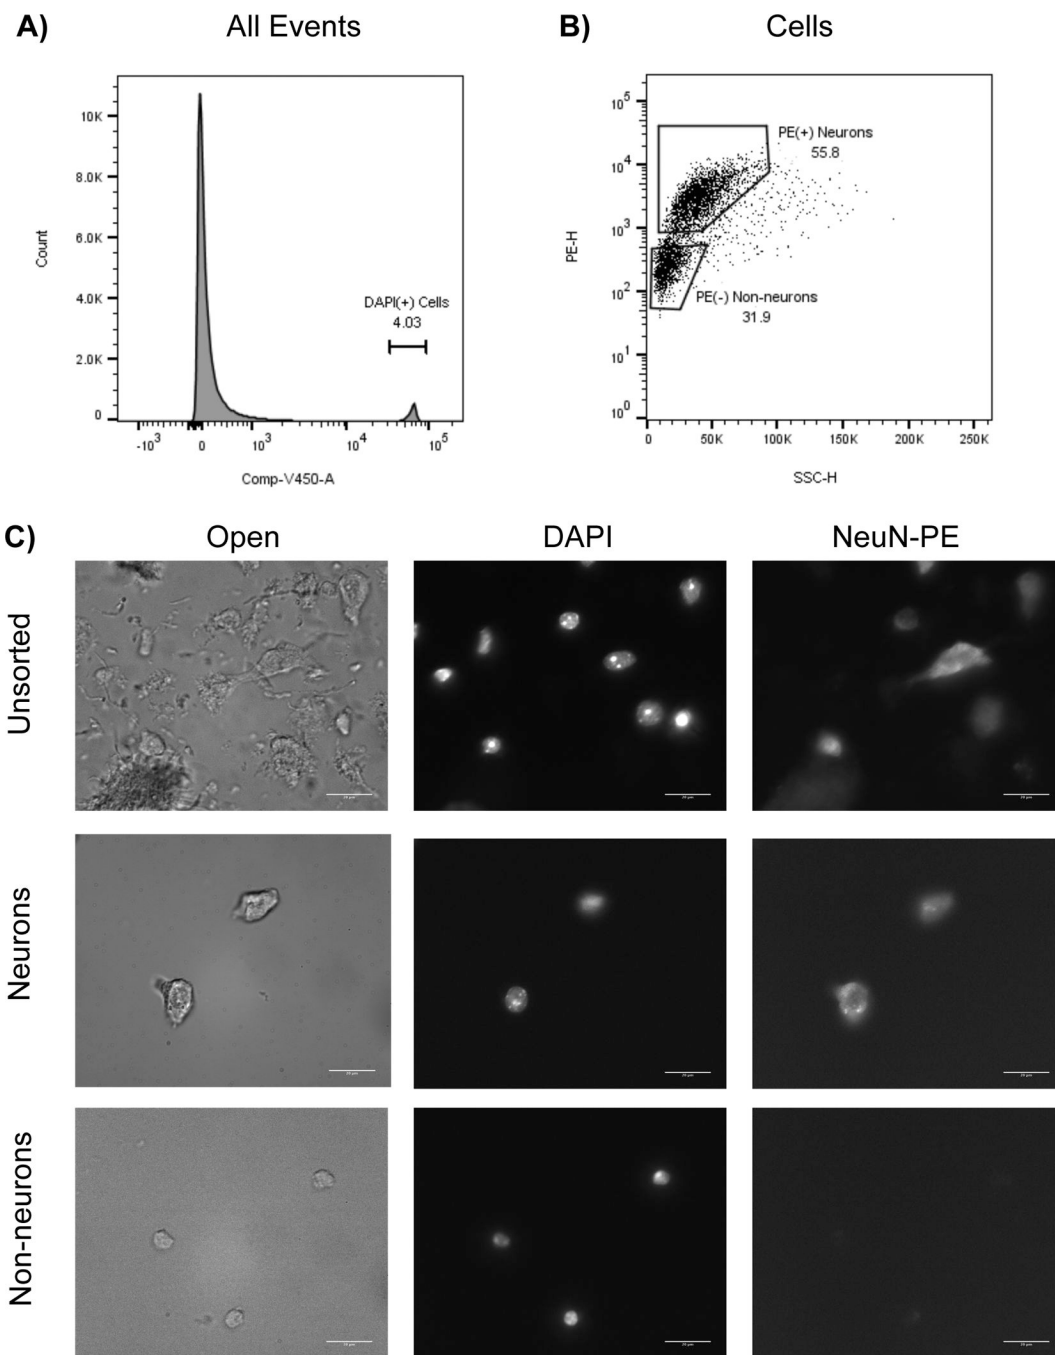 A)
All Events
10K
8.0K
6.0K
4.0K
2.0K
0
Count
DAPI(+) Cells
4.03
-10³
0
10³
10⁴
10⁵
Comp-V450-A
B)
Cells
10⁵
10⁴
10³
10²
10¹
10⁰
PE-H
PE(+) Neurons
55.8
PE(-) Non-neurons
31.9
0
50K
100K
150K
200K
250K
SSC-H
C)
Open
DAPI
NeuN-PE
Unsorted
Neurons
Non-neurons